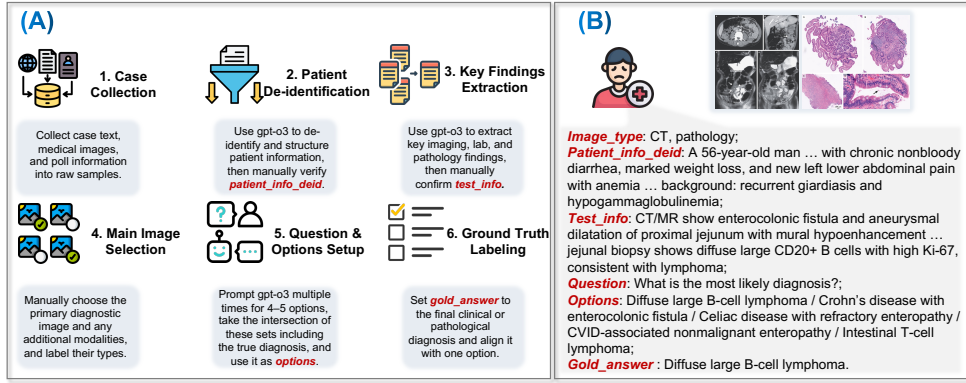 (A)
1. Case
Collection
Collect case text,
medical images,
and poll information
into raw samples.
2. Patient
De-identification
Use gpt-o3 to de-
identify and structure
patient information,
then manually verify
patient_info_deid.
3. Key Findings
Extraction
Use gpt-o3 to extract
key imaging, lab, and
pathology findings,
then manually
confirm test_info.
4. Main Image
Selection
Manually choose the
primary diagnostic
image and any
additional modalities,
and label their types.
5. Question &
Options Setup
Prompt gpt-o3 multiple
times for 4–5 options,
take the intersection of
these sets including
the true diagnosis, and
use it as options.
6. Ground Truth
Labeling
Set gold_answer to
the final clinical or
pathological
diagnosis and align it
with one option.
(B)
Image_type: CT, pathology;
Patient_info_deid: A 56-year-old man … with chronic nonbloody
diarrhea, marked weight loss, and new left lower abdominal pain
with anemia … background: recurrent giardiasis and
hypogammaglobulinemia;
Test_info: CT/MR show enterocolonic fistula and aneurysmal
dilatation of proximal jejunum with mural hypoenhancement …
jejunal biopsy shows diffuse large CD20+ B cells with high Ki-67,
consistent with lymphoma;
Question: What is the most likely diagnosis?;
Options: Diffuse large B-cell lymphoma / Crohn's disease with
enterocolonic fistula / Celiac disease with refractory enteropathy /
CVID-associated nonmalignant enteropathy / Intestinal T-cell
lymphoma;
Gold_answer : Diffuse large B-cell lymphoma.